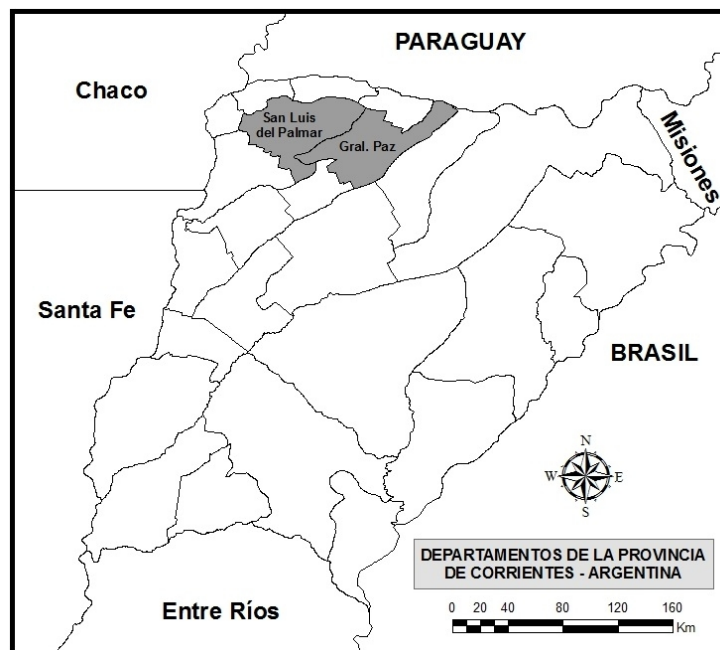 PARAGUAY
Chaco
San Luis
del Palmar
Gral. Paz
Misiones
Santa Fe
BRASIL
N
W E
S
DEPARTAMENTOS DE LA PROVINCIA
DE CORRIENTES - ARGENTINA
Entre Ríos
0 20 40 80 120 160
Km